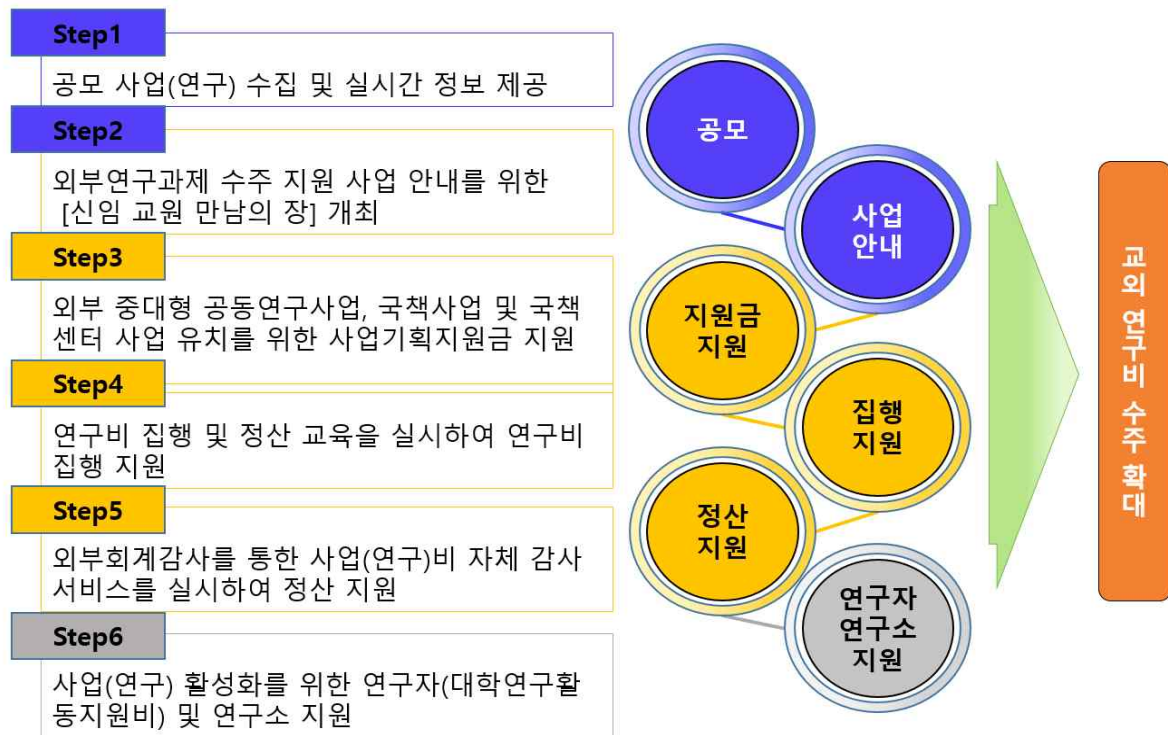 Step1
공모 사업(연구) 수집 및 실시간 정보 제공
Step2
외부연구과제 수주 지원 사업 안내를 위한
[신임 교원 만남의 장] 개최
Step3
외부 중대형 공동연구사업, 국책사업 및 국책
센터 사업 유치를 위한 사업기획지원금 지원
Step4
연구비 집행 및 정산 교육을 실시하여 연구비
집행 지원
Step5
외부회계감사를 통한 사업(연구)비 자체 감사
서비스를 실시하여 정산 지원
Step6
사업(연구) 활성화를 위한 연구자(대학연구활
동지원비) 및 연구소 지원
공모
사업
안내
지원금
지원
집행
지원
정산
지원
연구자
연구소
지원
교외 연구비 수주 확대